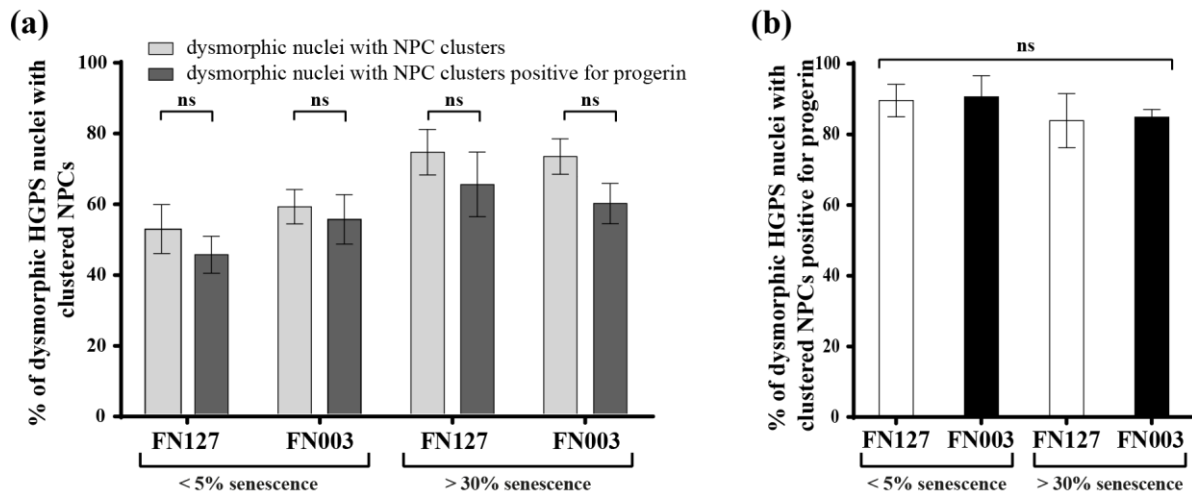 (a)
dysmorphic nuclei with NPC clusters
dysmorphic nuclei with NPC clusters positive for progerin
% of dysmorphic HGPS nuclei with
clustered NPCs
100
80
60
40
20
0
ns
ns
ns
ns
FN127
FN003
FN127
FN003
< 5% senescence
> 30% senescence
(b)
% of dysmorphic HGPS nuclei with
clustered NPCs positive for progerin
100
80
60
40
20
0
ns
FN127
FN003
FN127
FN003
< 5% senescence
> 30% senescence